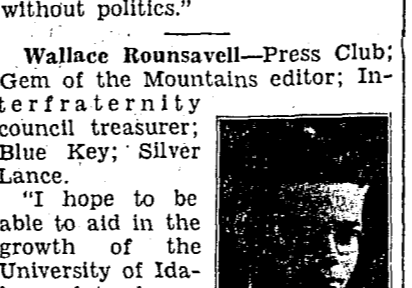 without politics."
Wallace Rounsavell—Press Club;
Gem of the Mountains editor; In-
terfraternity
council treasurer;
Blue Key; Silver
Lance.
"I hope to be
able to aid in the
growth of the
University of Ida-